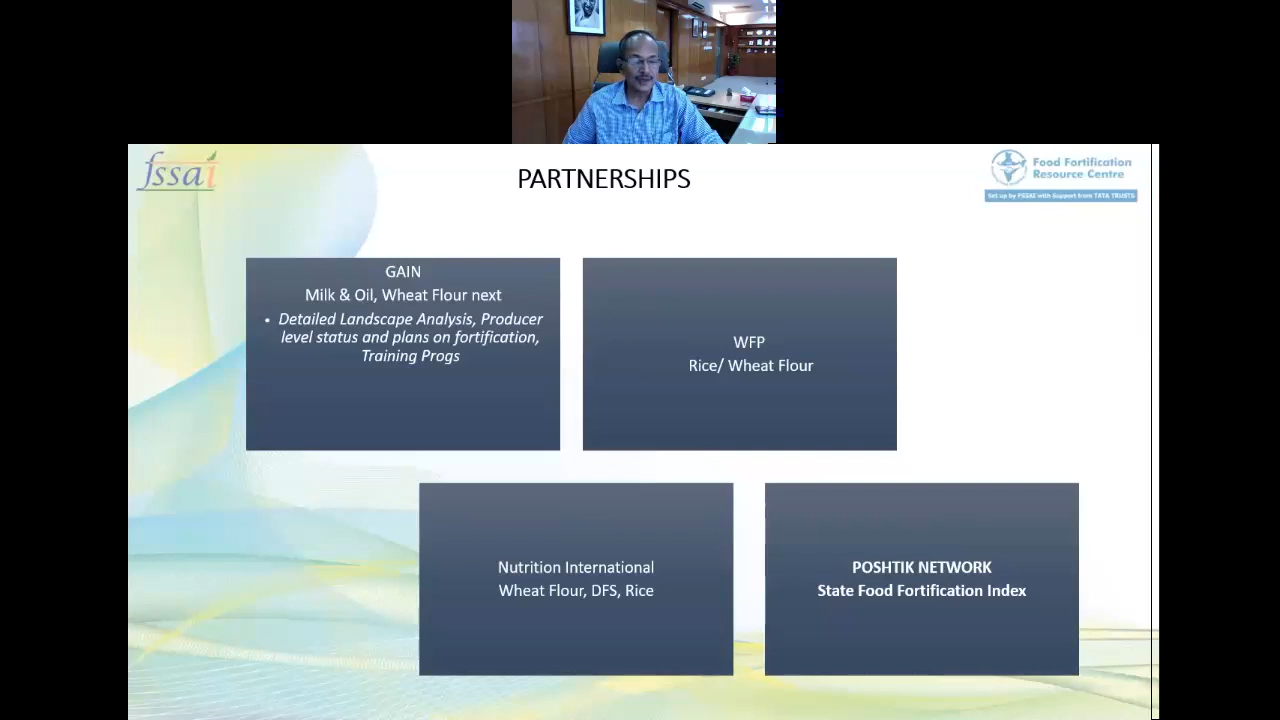 fssai
PARTNERSHIPS
Food Fortification
Resource Centre
Set up by FSSAI with Support from TATA TRUSTS
GAIN
Milk & Oil, Wheat Flour next
• Detailed Landscape Analysis, Producer
level status and plans on fortification,
Training Progs
WFP
Rice/ Wheat Flour
Nutrition International
Wheat Flour, DFS, Rice
POSHTIK NETWORK
State Food Fortification Index